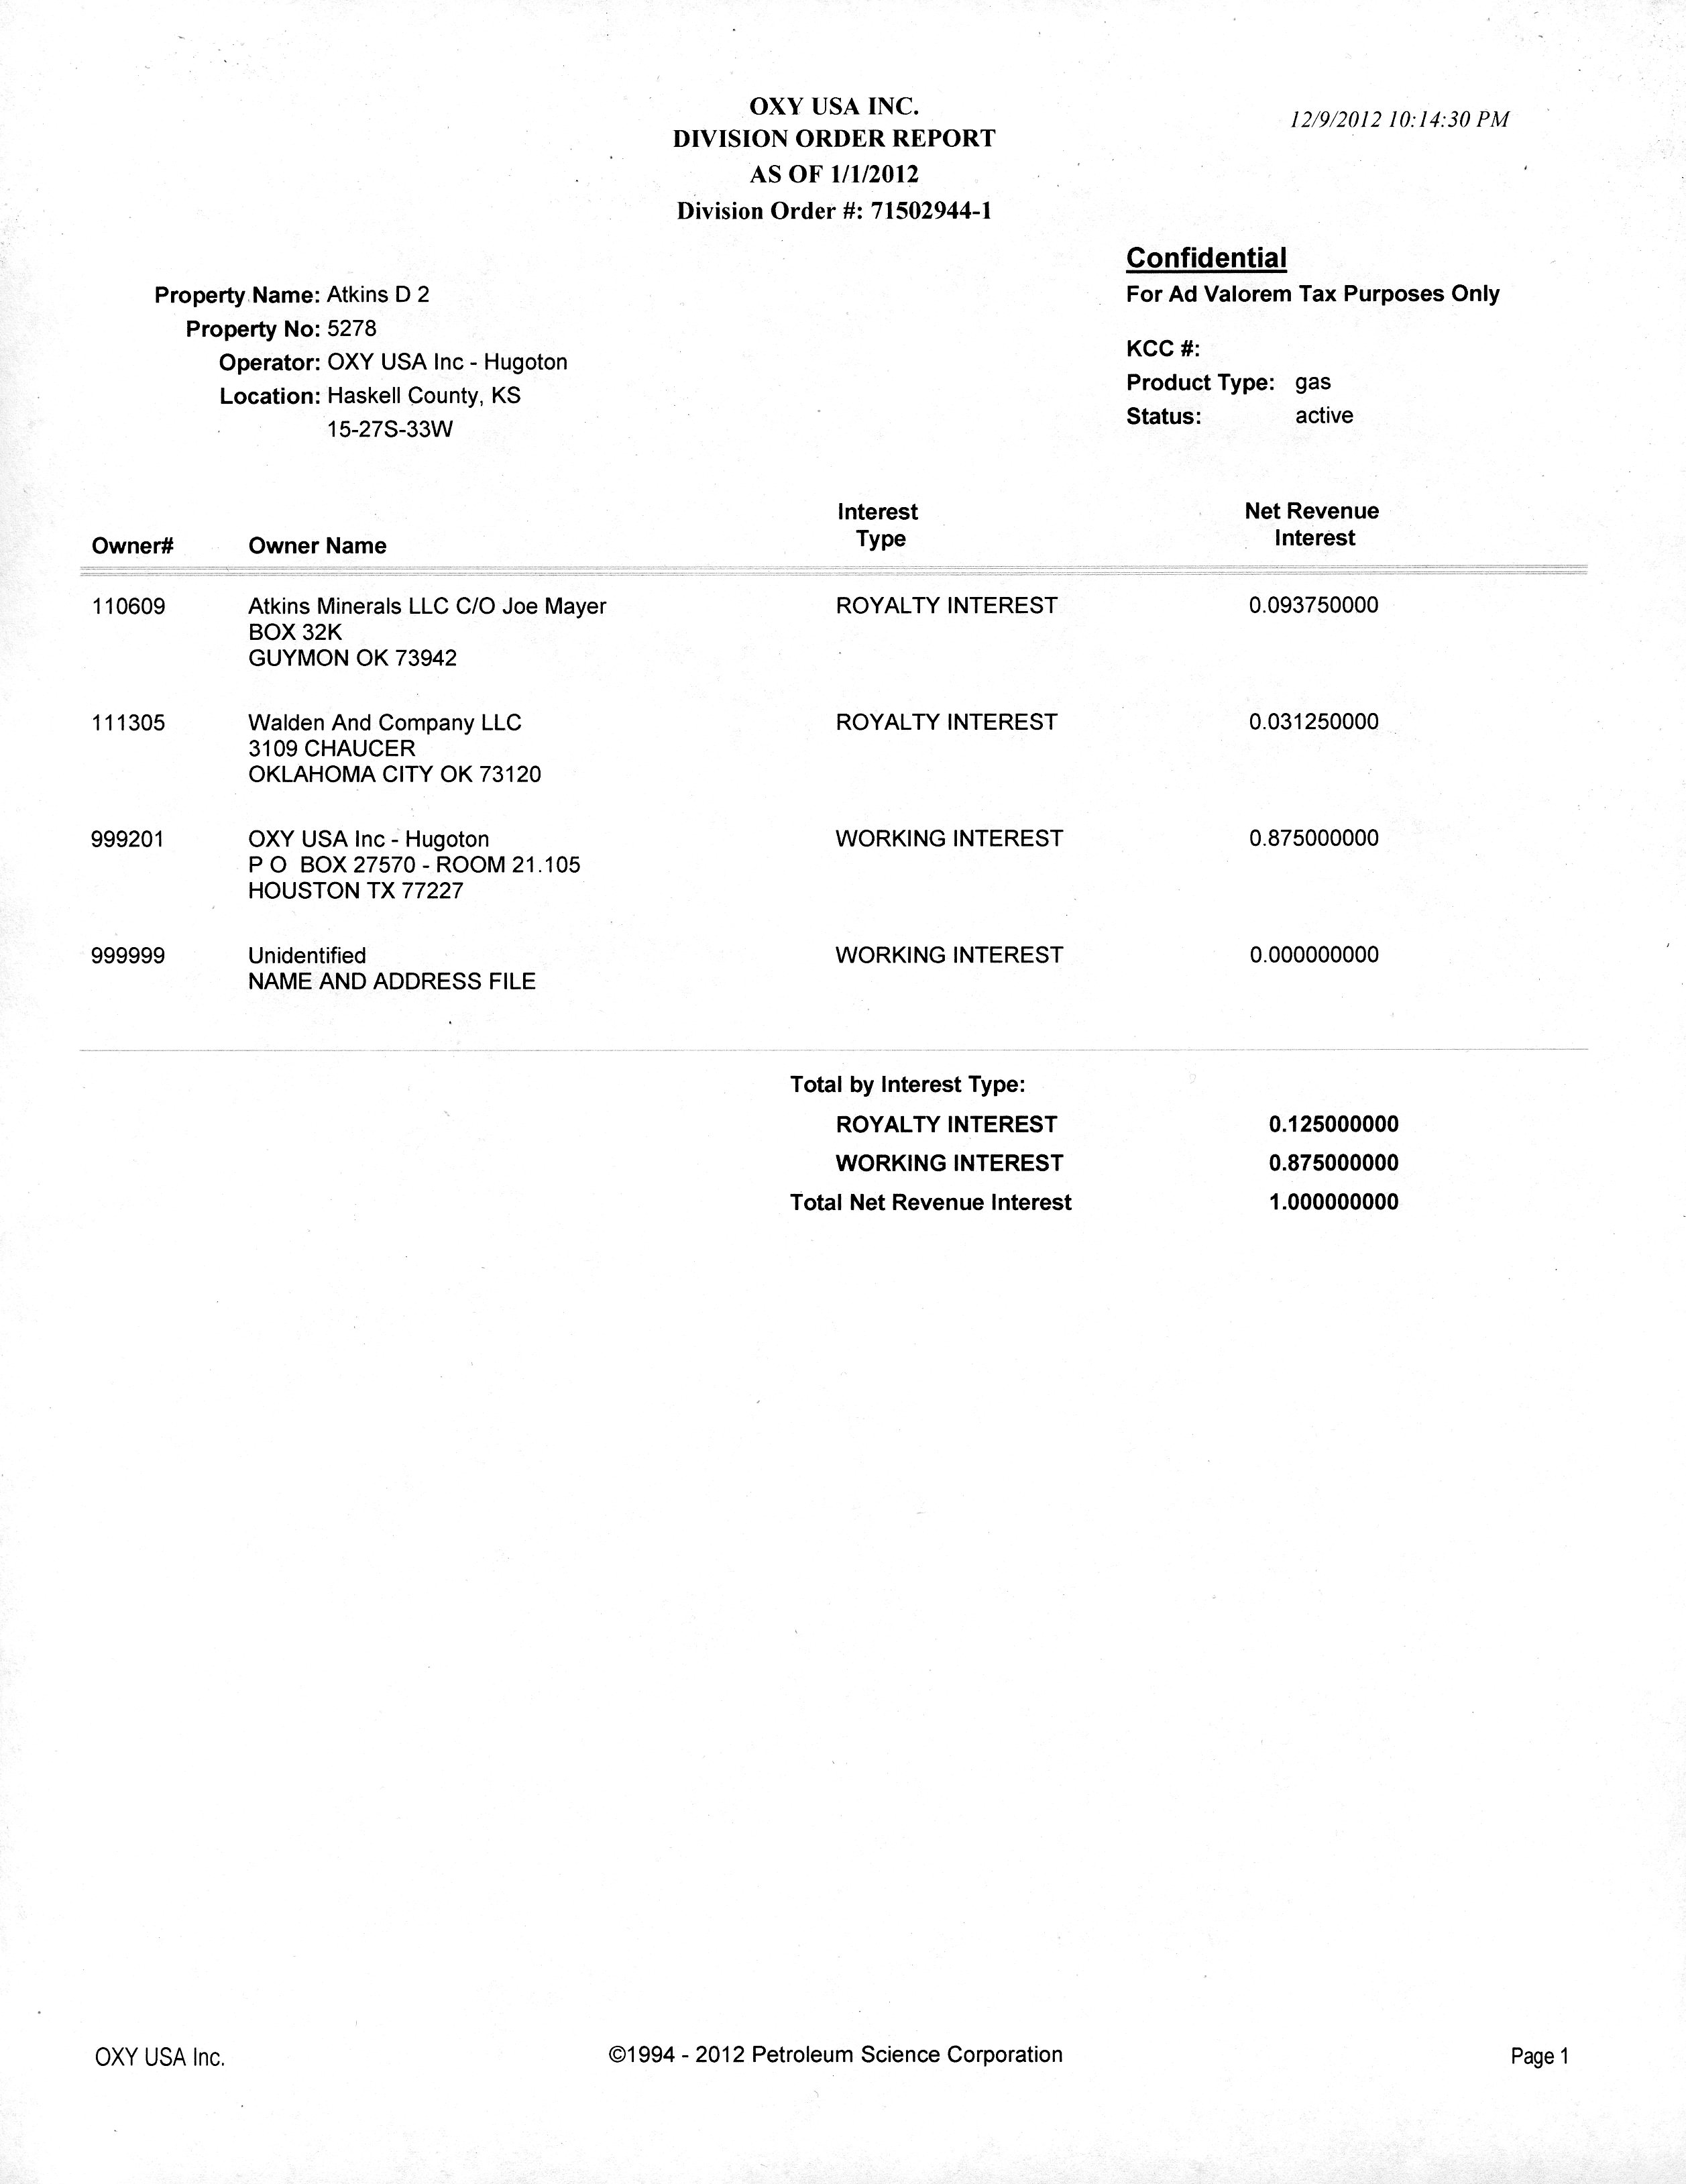 OXY USA INC.
DIVISION ORDER REPORT
AS OF 1/1/2012
Division Order #: 71502944-1
12/9/2012 10:14:30 PM
Confidential
For Ad Valorem Tax Purposes Only
Property Name: Atkins D 2
Property No: 5278
Operator: OXY USA Inc - Hugoton
Location: Haskell County, KS
15-27S-33W
KCC #:
Product Type: gas
Status: active
Owner# Owner Name Interest Type Net Revenue Interest
110609 Atkins Minerals LLC C/O Joe Mayer ROYALTY INTEREST 0.093750000
BOX 32K
GUYMON OK 73942
111305 Walden And Company LLC ROYALTY INTEREST 0.031250000
3109 CHAUCER
OKLAHOMA CITY OK 73120
999201 OXY USA Inc - Hugoton WORKING INTEREST 0.875000000
P O BOX 27570 - ROOM 21.105
HOUSTON TX 77227
999999 Unidentified WORKING INTEREST 0.000000000
NAME AND ADDRESS FILE
Total by Interest Type:
ROYALTY INTEREST 0.125000000
WORKING INTEREST 0.875000000
Total Net Revenue Interest 1.000000000
OXY USA Inc. ©1994 - 2012 Petroleum Science Corporation Page 1